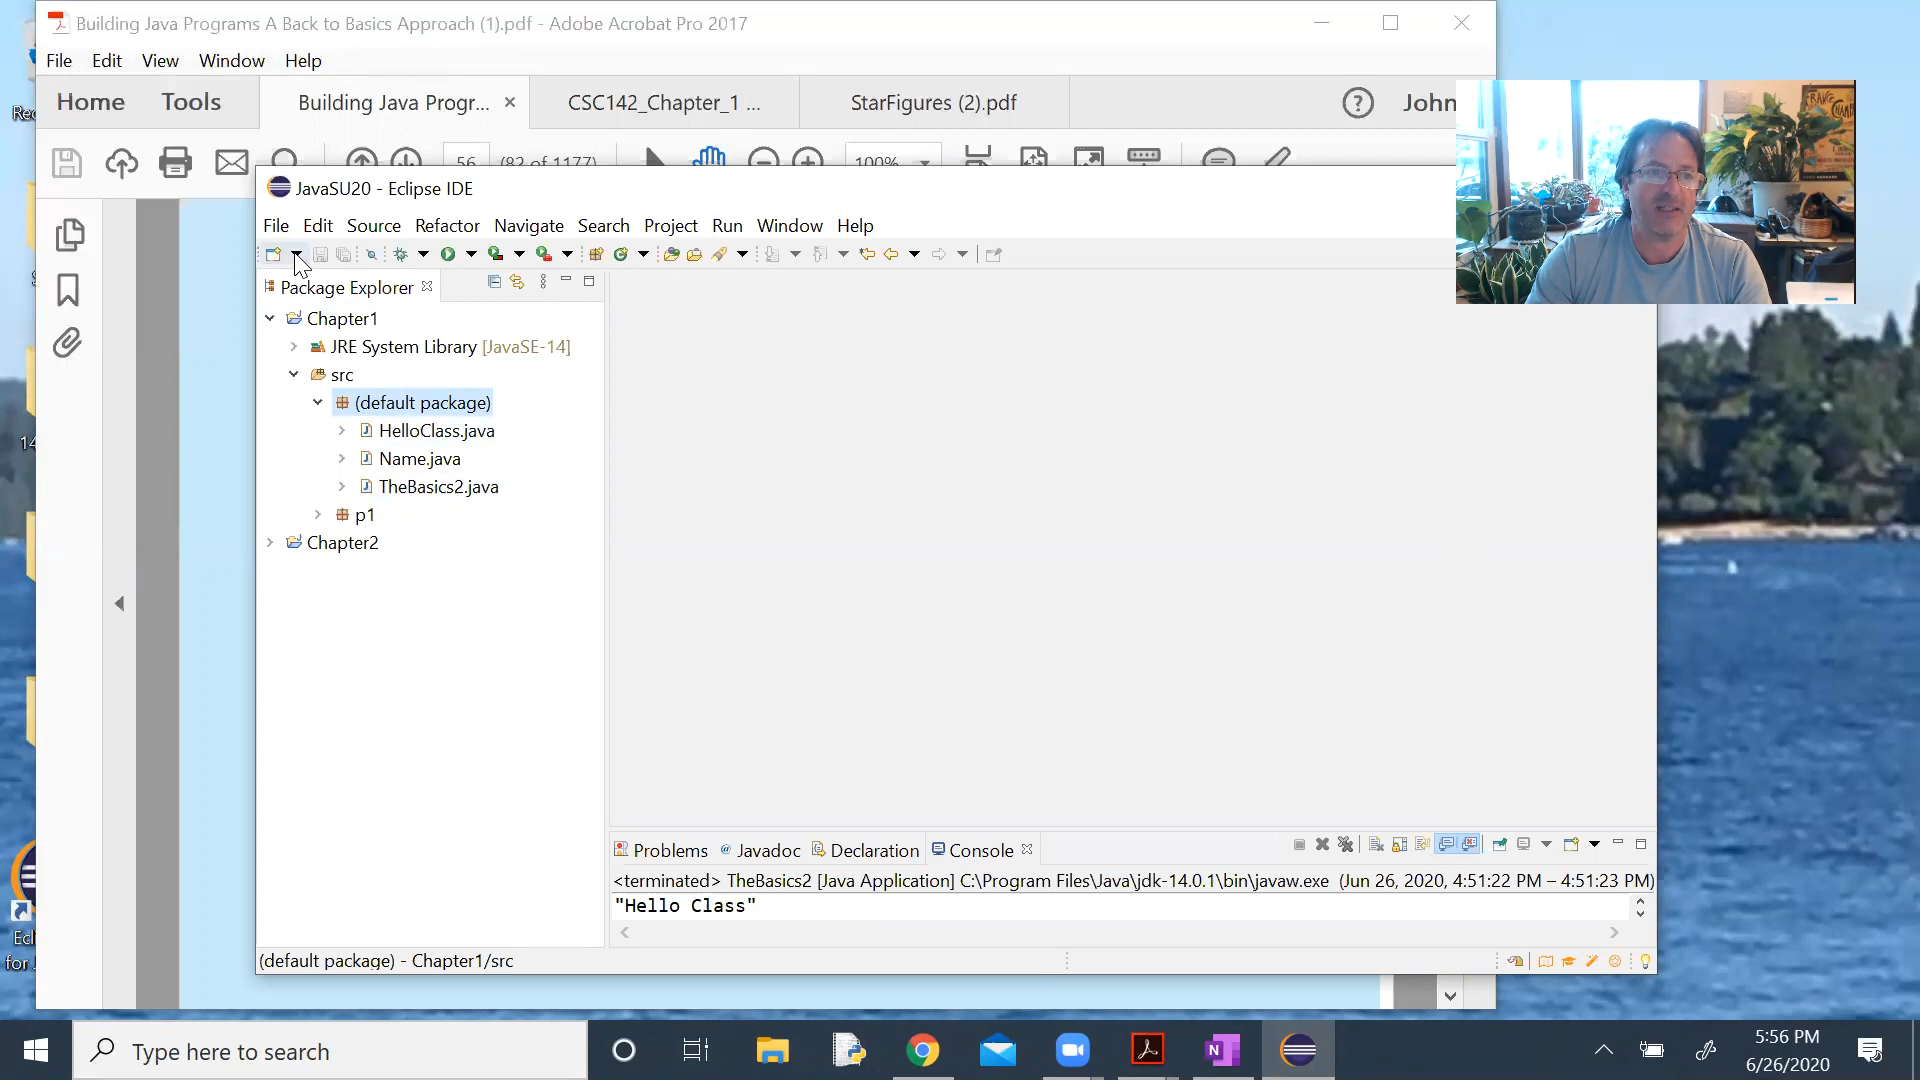 Building Java Programs A Back to Basics Approach (1).pdf - Adobe Acrobat Pro 2017
File Edit View Window Help
Home Tools Building Java Progr... × CSC142_Chapter_1 ... StarFigures (2).pdf ? John
56 (82 of 1177) 100%
JavaSU20 - Eclipse IDE
File Edit Source Refactor Navigate Search Project Run Window Help
Package Explorer
Chapter1
JRE System Library [JavaSE-14]
src
(default package)
HelloClass.java
Name.java
TheBasics2.java
p1
Chapter2
Problems @ Javadoc Declaration Console
<terminated> TheBasics2 [Java Application] C:\Program Files\Java\jdk-14.0.1\bin\javaw.exe (Jun 26, 2020, 4:51:22 PM – 4:51:23 PM)
"Hello Class"
(default package) - Chapter1/src
Rec
14
Ecl
for J
Type here to search
5:56 PM
6/26/2020